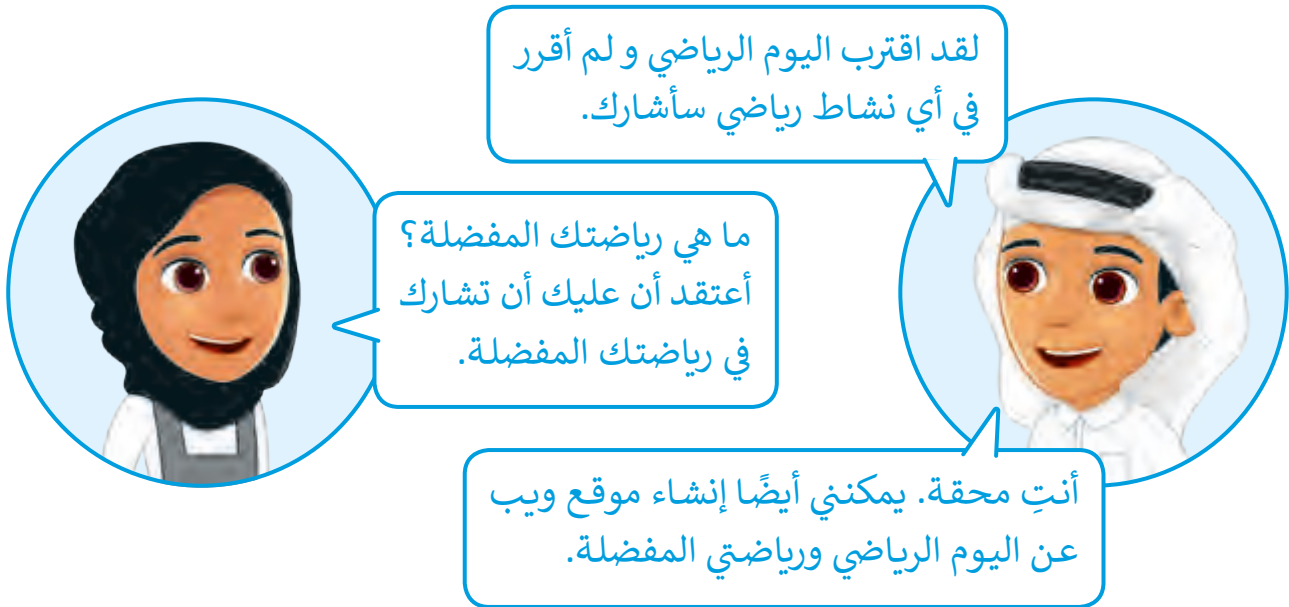 لقد اقترب اليوم الرياضي و لم أقرر
في أي نشاط رياضي سأشارك.
ما هي رياضتك المفضلة؟
أعتقد أن عليك أن تشارك
في رياضتك المفضلة.
أنتِ محقة. يمكنني أيضًا إنشاء موقع ويب
عن اليوم الرياضي ورياضتي المفضلة.